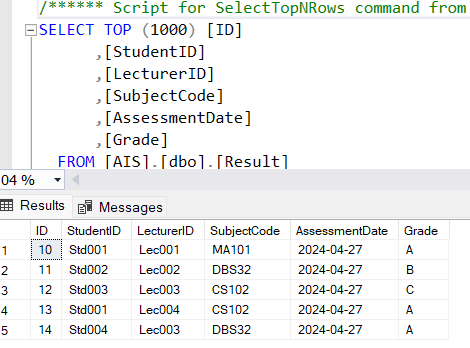 /****** Script for SelectTopNRows command from
SELECT TOP (1000) [ID]
,[StudentID]
,[LecturerID]
,[SubjectCode]
,[AssessmentDate]
,[Grade]
FROM [AIS].[dbo].[Result]
04 %
Results Messages
ID StudentID LecturerID SubjectCode AssessmentDate Grade
1 10 Std001 Lec001 MA101 2024-04-27 A
2 11 Std002 Lec002 DBS32 2024-04-27 B
3 12 Std003 Lec003 CS102 2024-04-27 C
4 13 Std001 Lec004 CS102 2024-04-27 A
5 14 Std004 Lec003 DBS32 2024-04-27 A